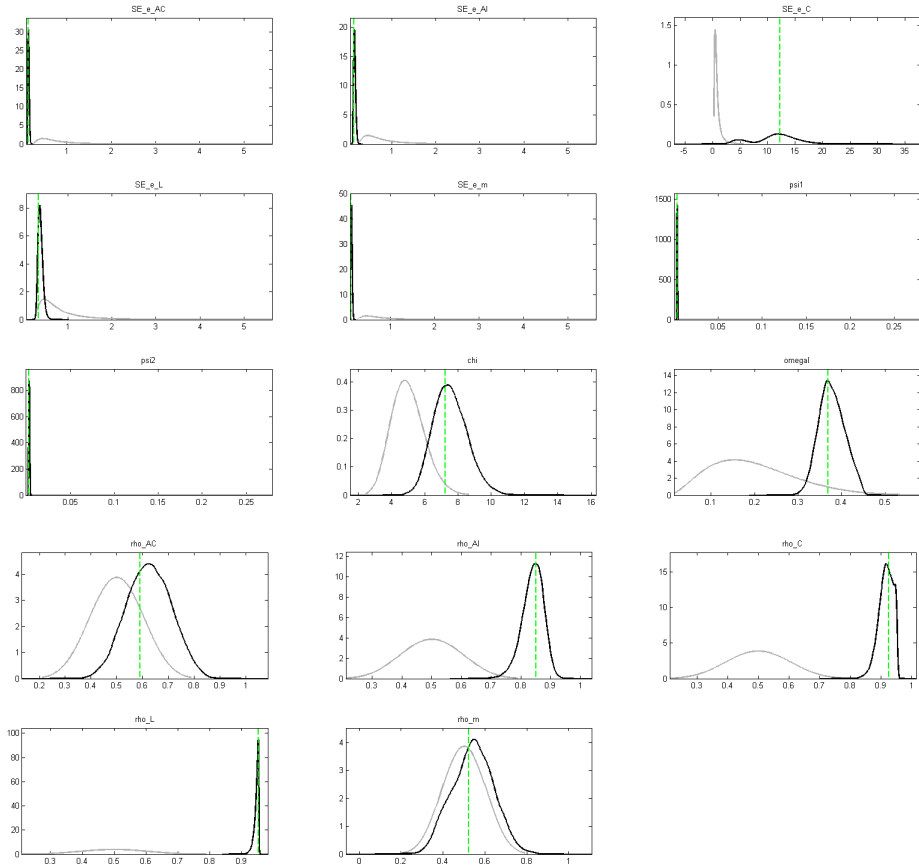 SE_e_AC SE_e_AI SE_e_C
30 25 20 15 10 5 0
1 2 3 4 5
20 15 10 5 0
1 2 3 4 5
1.5 1 0.5 0
-5 0 5 10 15 20 25 30 35
SE_e_L SE_e_m psi1
8 6 4 2 0
1 2 3 4 5
50 40 30 20 10 0
1 2 3 4 5
1500 1000 500 0
0.05 0.1 0.15 0.2 0.25
psi2 chi omegal
800 600 400 200 0
0.05 0.1 0.15 0.2 0.25
0.4 0.3 0.2 0.1 0
2 4 6 8 10 12 14 16
14 12 10 8 6 4 2 0
0.1 0.2 0.3 0.4 0.5
rho_AC rho_AI rho_C
4 3 2 1 0
0.2 0.3 0.4 0.5 0.6 0.7 0.8 0.9 1
12 10 8 6 4 2 0
0.3 0.4 0.5 0.6 0.7 0.8 0.9 1
15 10 5 0
0.3 0.4 0.5 0.6 0.7 0.8 0.9 1
rho_L rho_m
100 80 60 40 20 0
0.3 0.4 0.5 0.6 0.7 0.8 0.9
4 3 2 1 0
0 0.2 0.4 0.6 0.8 1